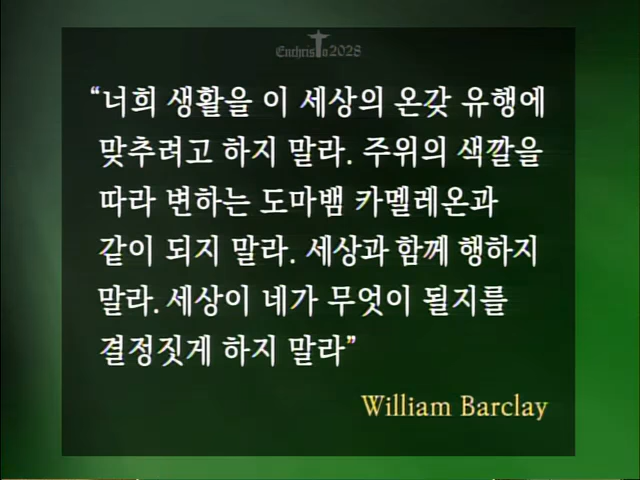 Euchristo2028
“너희 생활을 이 세상의 온갖 유행에
맞추려고 하지 말라. 주위의 색깔을
따라 변하는 도마뱀 카멜레온과
같이 되지 말라. 세상과 함께 행하지
말라. 세상이 네가 무엇이 될지를
결정짓게 하지 말라”
William Barclay